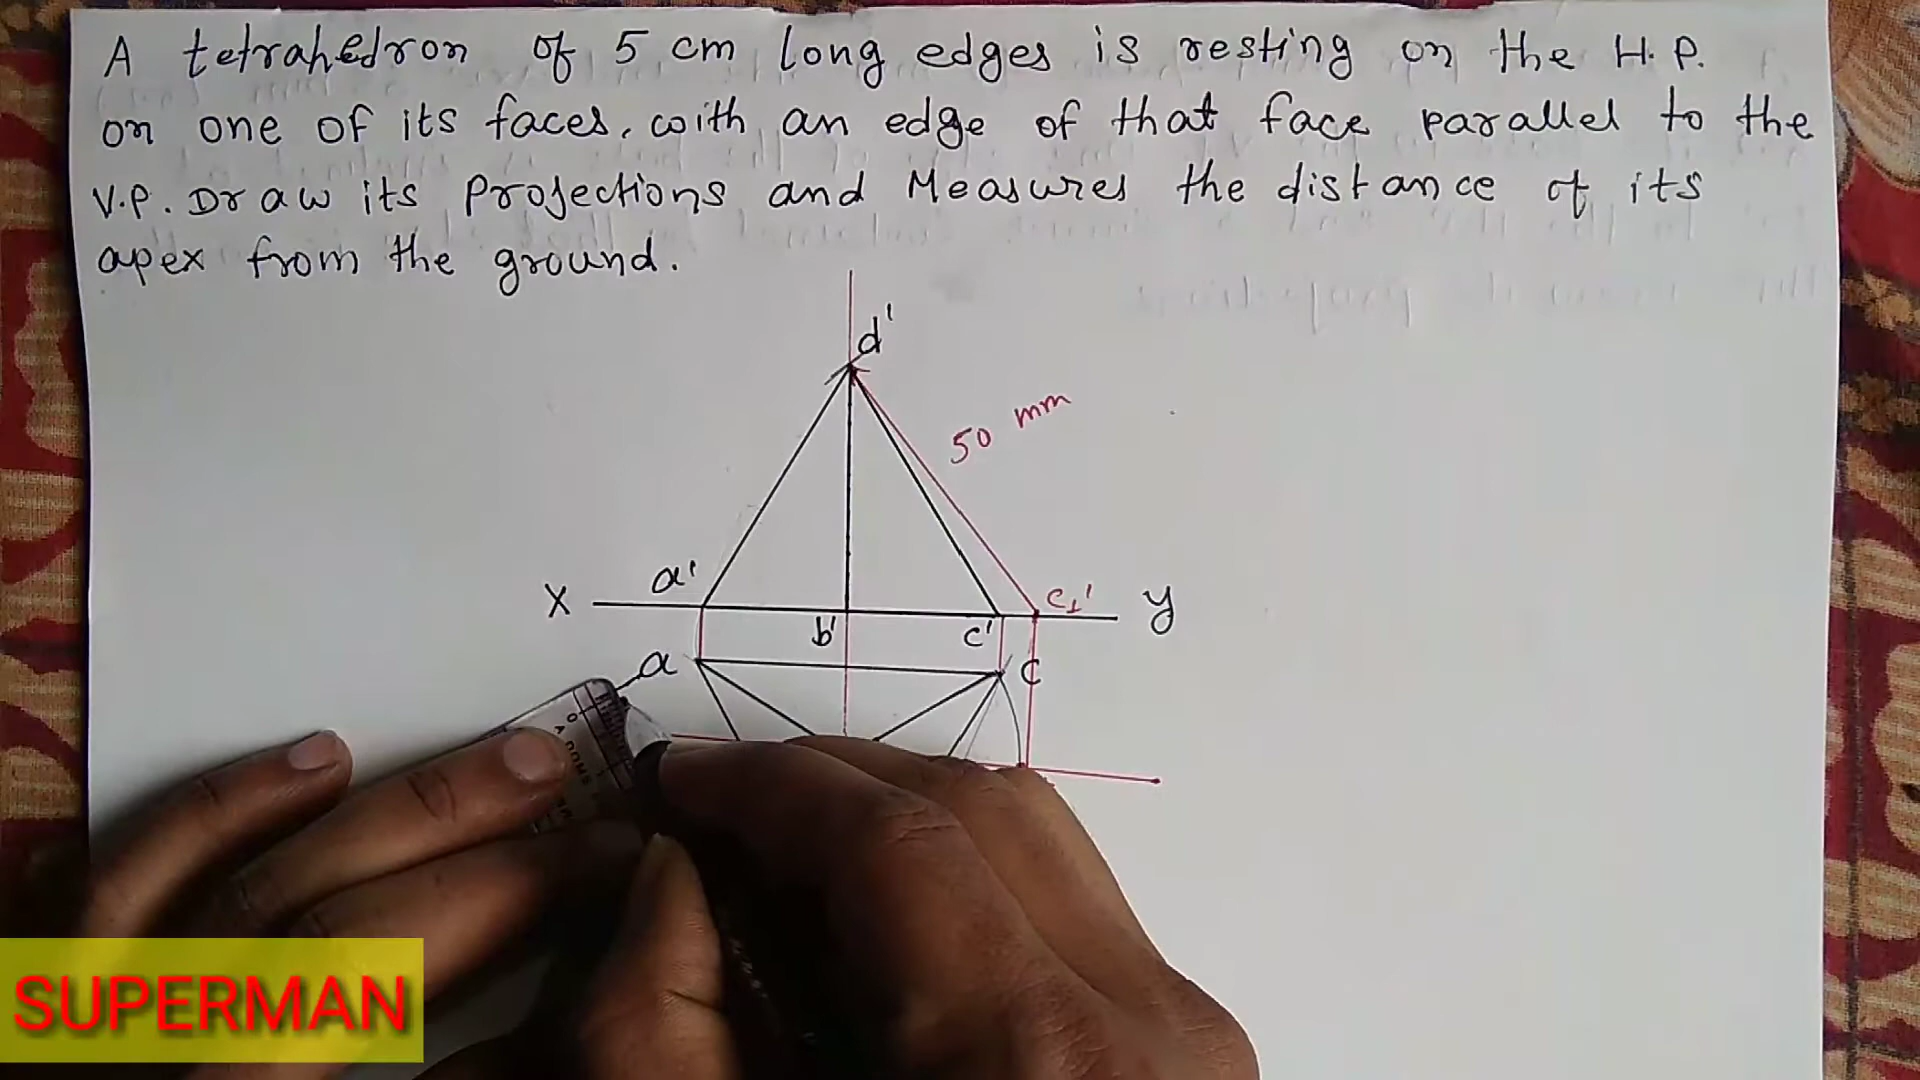 A tetrahedron of 5 cm long edges is resting on the H.P.
on one of its faces, with an edge of that face parallel to the
V.P. Draw its Projections and Measures the distance of its
apex from the ground.
d'
50 mm
a'
X
c₁'
y
b'
c'
a
c
0
A DOMS
SUPERMAN